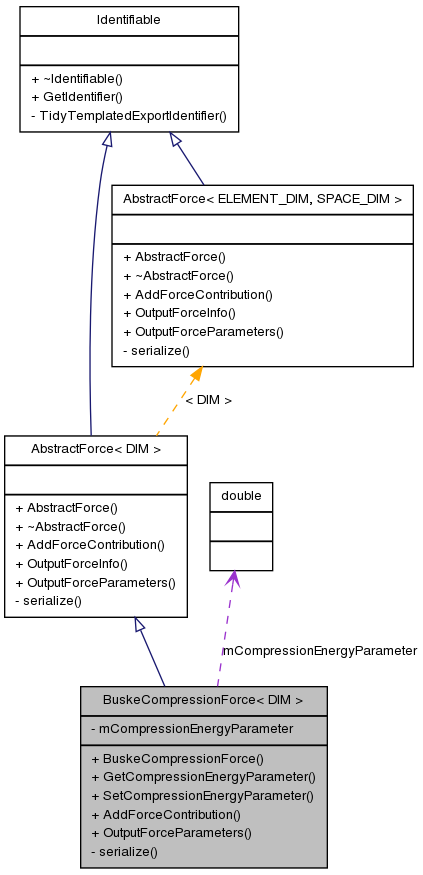 Identifiable
+ ~Identifiable()
+ GetIdentifier()
- TidyTemplatedExportIdentifier()
AbstractForce< ELEMENT_DIM, SPACE_DIM >
+ AbstractForce()
+ ~AbstractForce()
+ AddForceContribution()
+ OutputForceInfo()
+ OutputForceParameters()
- serialize()
< DIM >
AbstractForce< DIM >
+ AbstractForce()
+ ~AbstractForce()
+ AddForceContribution()
+ OutputForceInfo()
+ OutputForceParameters()
- serialize()
double
mCompressionEnergyParameter
BuskeCompressionForce< DIM >
- mCompressionEnergyParameter
+ BuskeCompressionForce()
+ GetCompressionEnergyParameter()
+ SetCompressionEnergyParameter()
+ AddForceContribution()
+ OutputForceParameters()
- serialize()